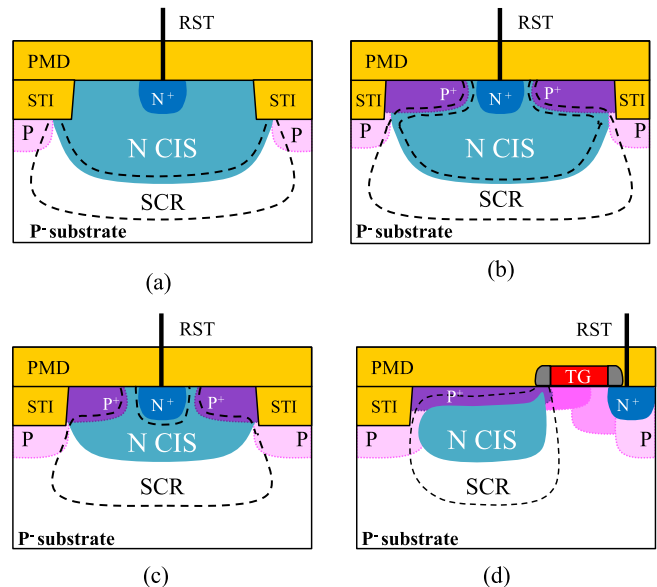 RST
PMD
STI
N⁺
STI
P
N CIS
P
SCR
P⁻ substrate
(a)
RST
PMD
STI
P⁺
N⁺
P⁺
STI
P
N CIS
P
SCR
P⁻ substrate
(b)
RST
PMD
STI
P⁺
N⁺
P⁺
STI
P
N CIS
P
SCR
P⁻ substrate
(c)
RST
PMD
TG
STI
P⁺
N⁺
P
N CIS
P
SCR
P⁻ substrate
(d)